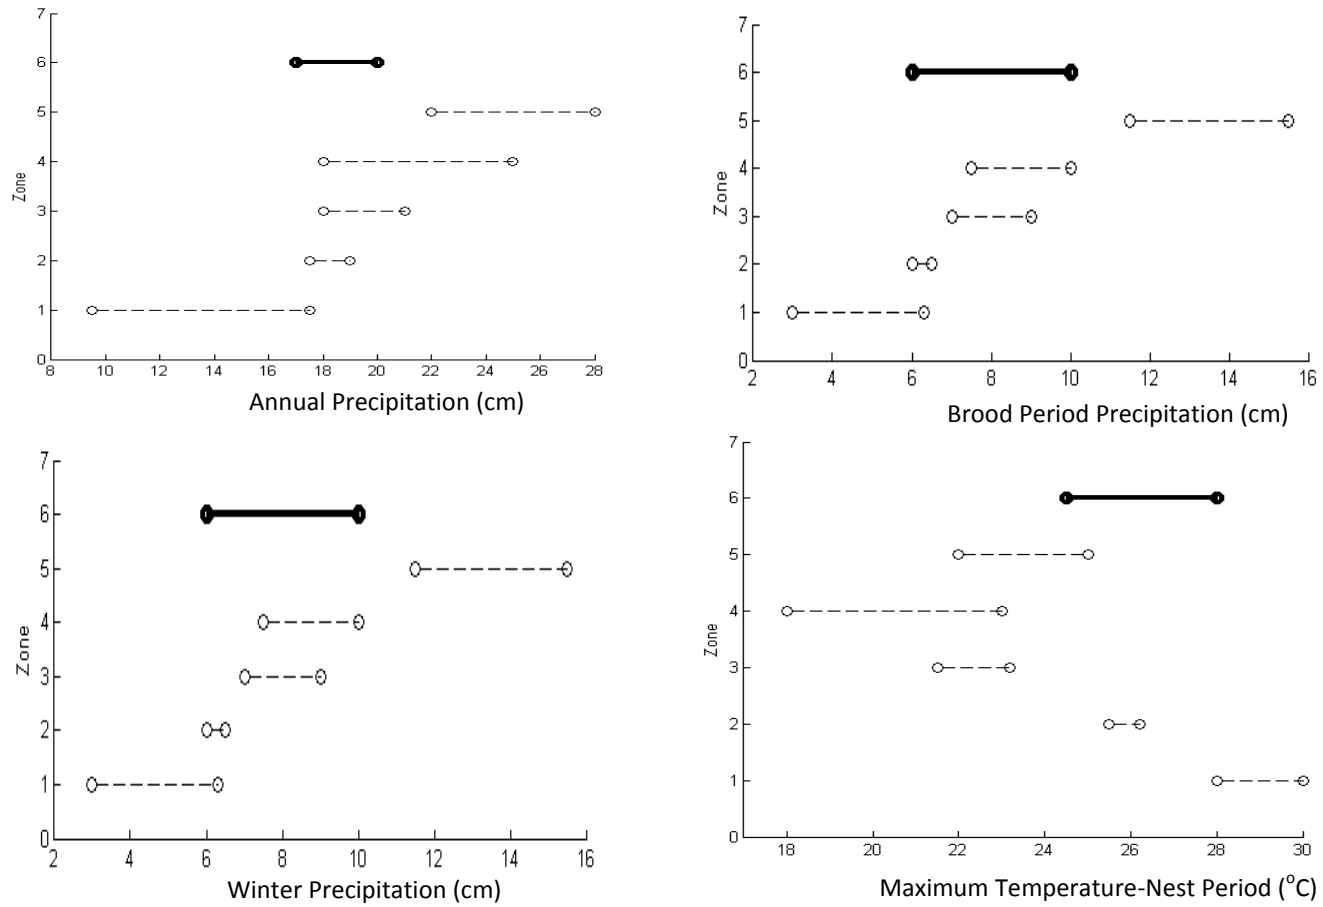 7
6
5
4
3
2
1
0
Zone
8 10 12 14 16 18 20 22 24 26 28
Annual Precipitation (cm)
7
6
5
4
3
2
1
0
Zone
2 4 6 8 10 12 14 16
Brood Period Precipitation (cm)
7
6
5
4
3
2
1
0
Zone
2 4 6 8 10 12 14 16
Winter Precipitation (cm)
7
6
5
4
3
2
1
0
Zone
18 20 22 24 26 28 30
Maximum Temperature-Nest Period (°C)